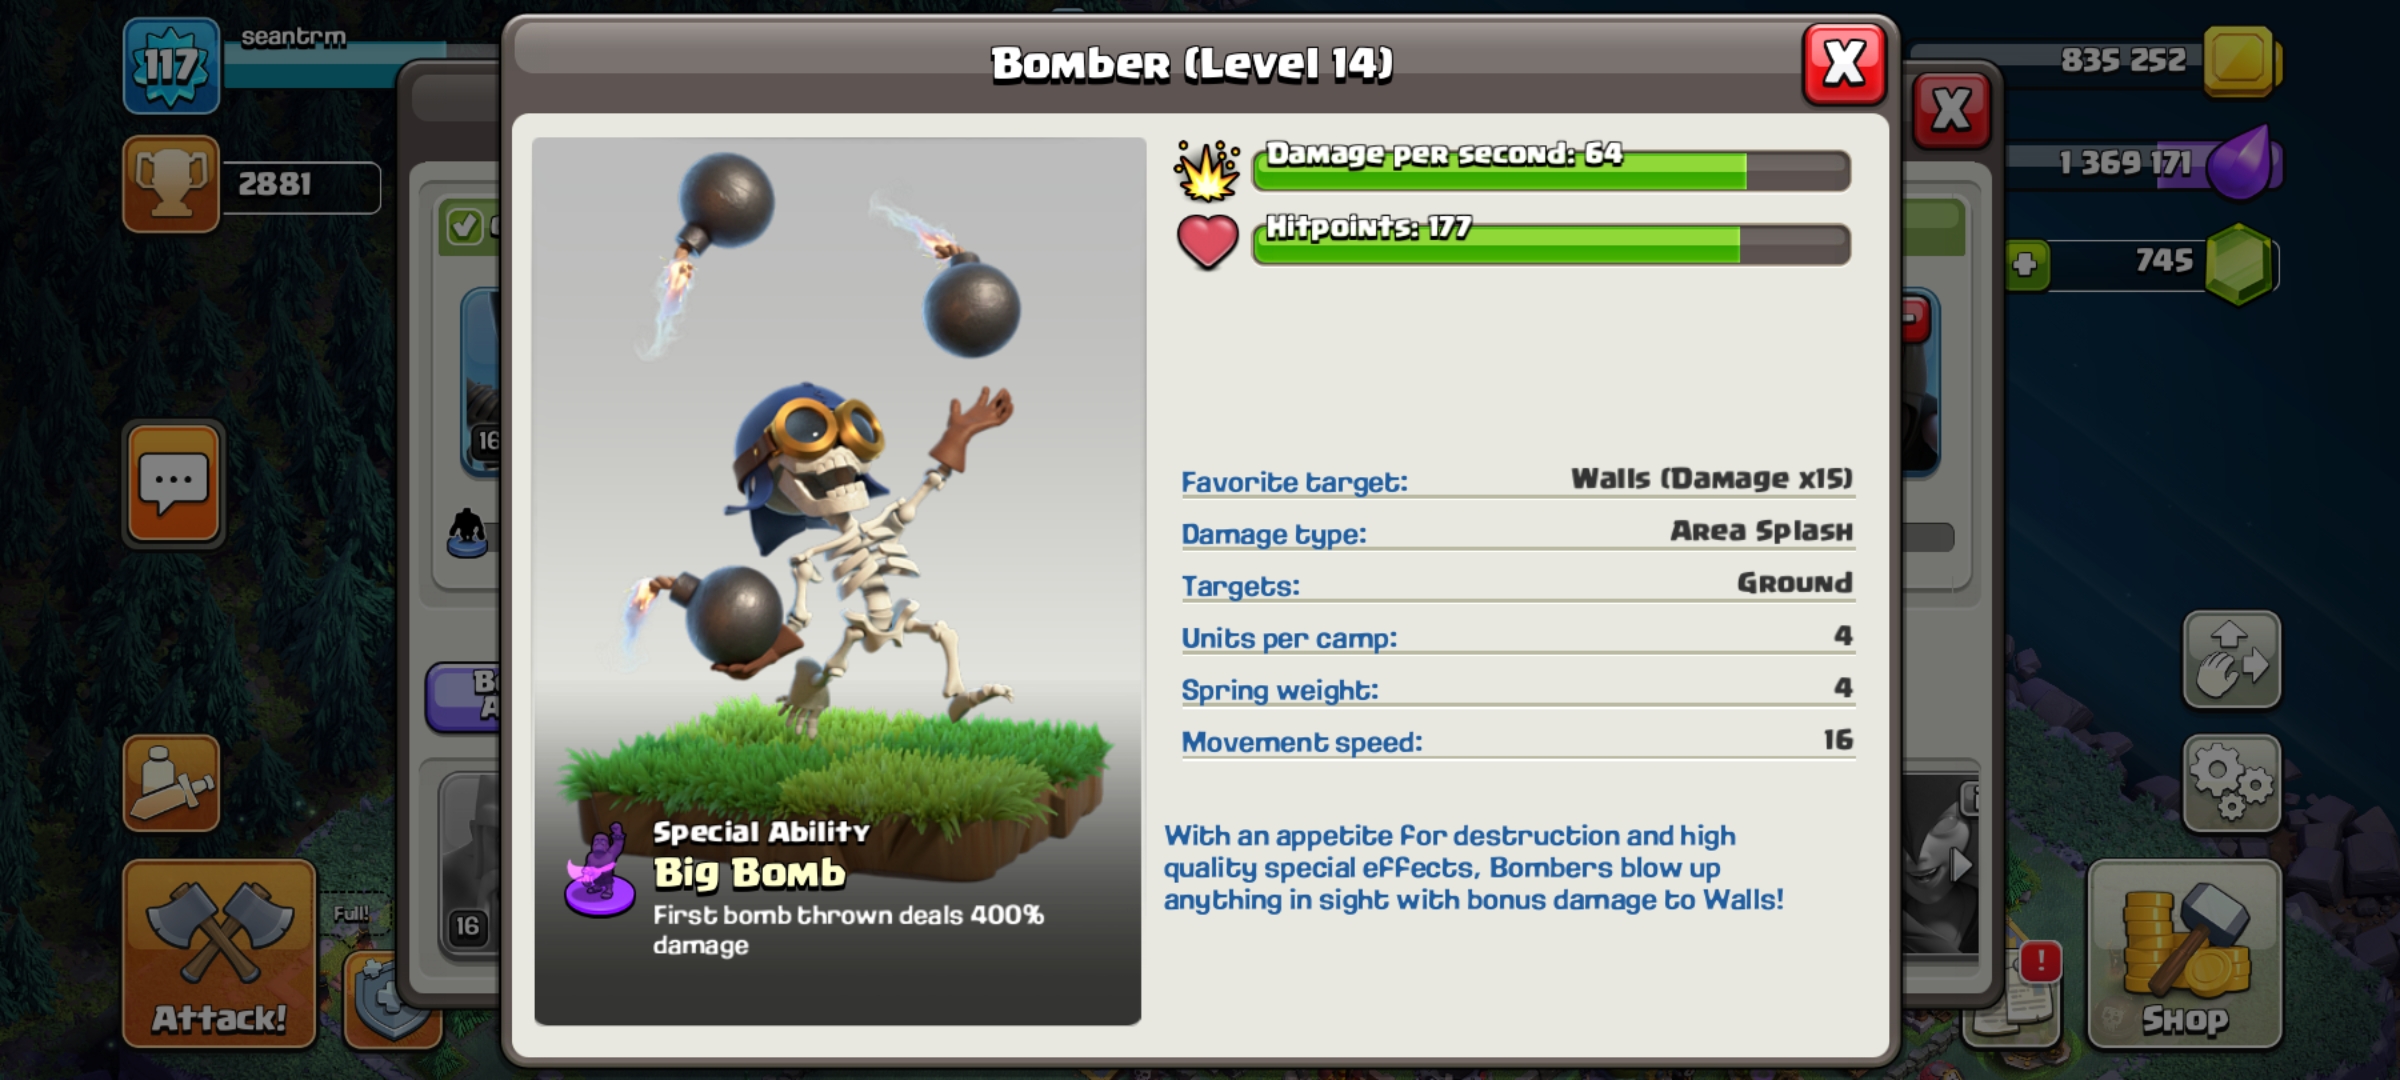 117
seantrm
2881
Bomber (Level 14)
X
X
835 252
1 369 171
745
Damage per second: 64
Hitpoints: 177
Favorite target: Walls (Damage x15)
Damage type: Area Splash
Targets: Ground
Units per camp: 4
Spring weight: 4
Movement speed: 16
With an appetite for destruction and high
quality special effects, Bombers blow up
anything in sight with bonus damage to Walls!
Special Ability
Big Bomb
First bomb thrown deals 400%
damage
16
16
Full!
Attack!
!
Shop